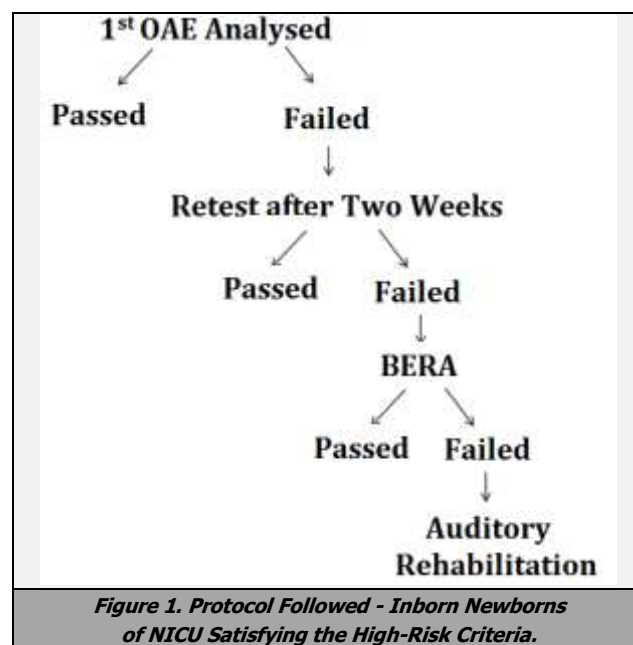 1st OAE Analysed
Passed Failed
Retest after Two Weeks
Passed Failed
BERA
Passed Failed
Auditory
Rehabilitation
Figure 1. Protocol Followed - Inborn Newborns
of NICU Satisfying the High-Risk Criteria.